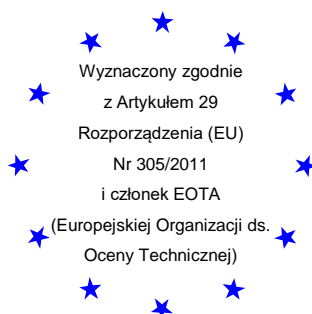 Wyznaczony zgodnie
z Artykułem 29
Rozporządzenia (EU)
Nr 305/2011
i członek EOTA
(Europejskiej Organizacji ds.
Oceny Technicznej)